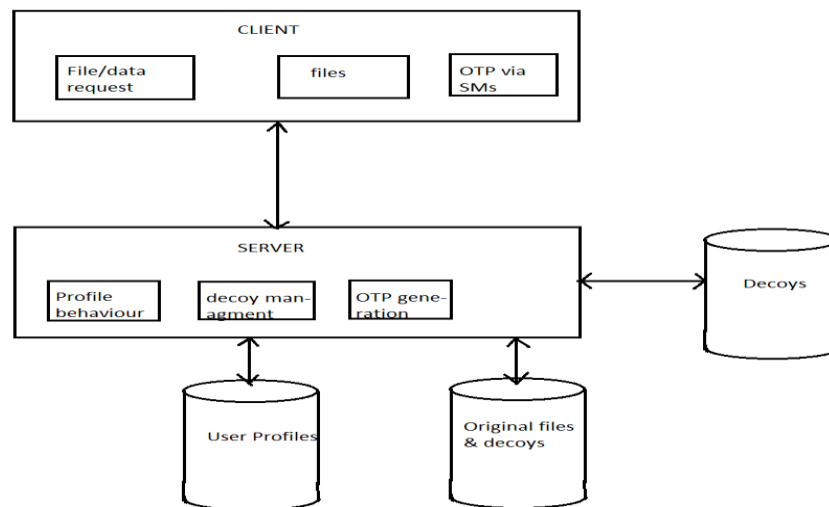 CLIENT
File/data
request
files
OTP via
SMs
SERVER
Profile
behaviour
decoy man-
agment
OTP gene-
ration
Decoys
User Profiles
Original files
& decoys